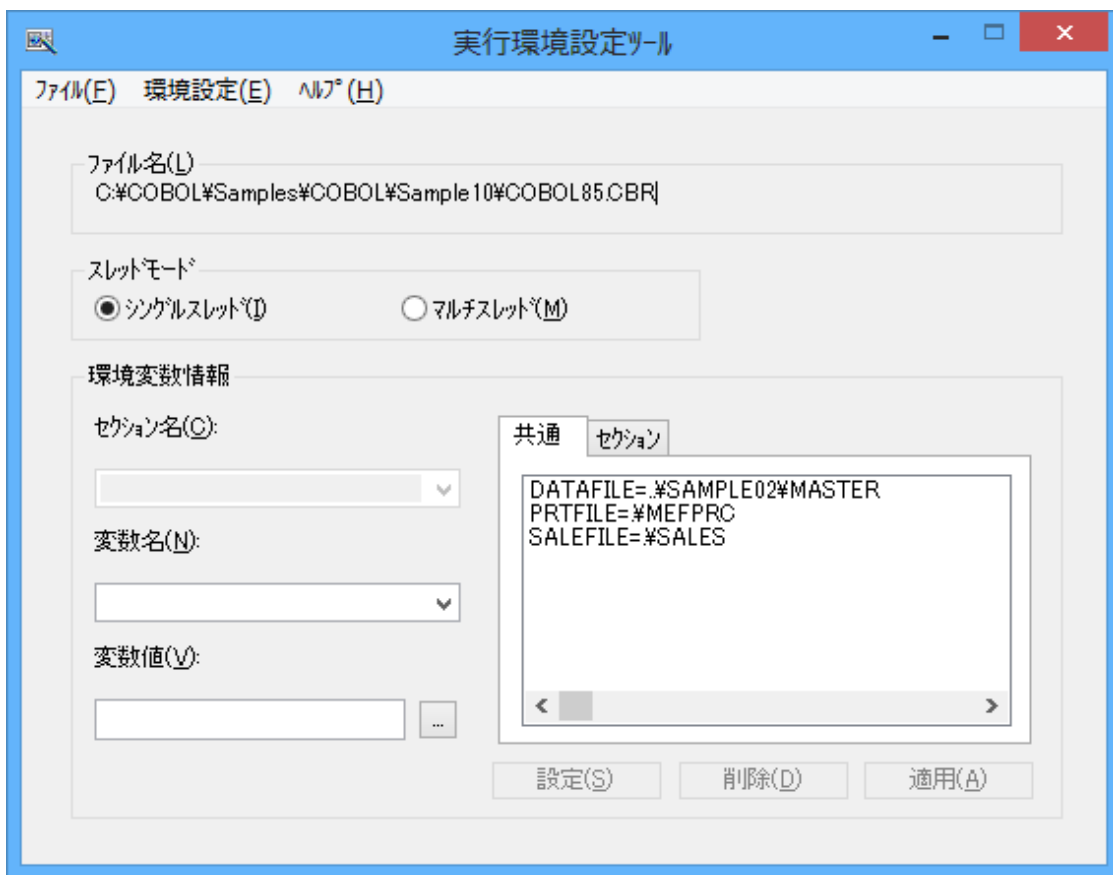 実行環境設定ﾂｰﾙ
ﾌｧｲﾙ(F) 環境設定(E) ﾍﾙﾌﾟ(H)
ﾌｧｲﾙ名(L)
C:¥COBOL¥Samples¥COBOL¥Sample10¥COBOL85.CBR
ｽﾚｯﾄﾞﾓｰﾄﾞ
ｼﾝｸﾞﾙｽﾚｯﾄﾞ(I) ﾏﾙﾁｽﾚｯﾄﾞ(M)
環境変数情報
ｾｸｼｮﾝ名(C):
共通 ｾｸｼｮﾝ
DATAFILE=.¥SAMPLE02¥MASTER
PRTFILE=.¥MEFPRC
SALEFILE=.¥SALES
変数名(N):
変数値(V):
...
設定(S) 削除(D) 適用(A)